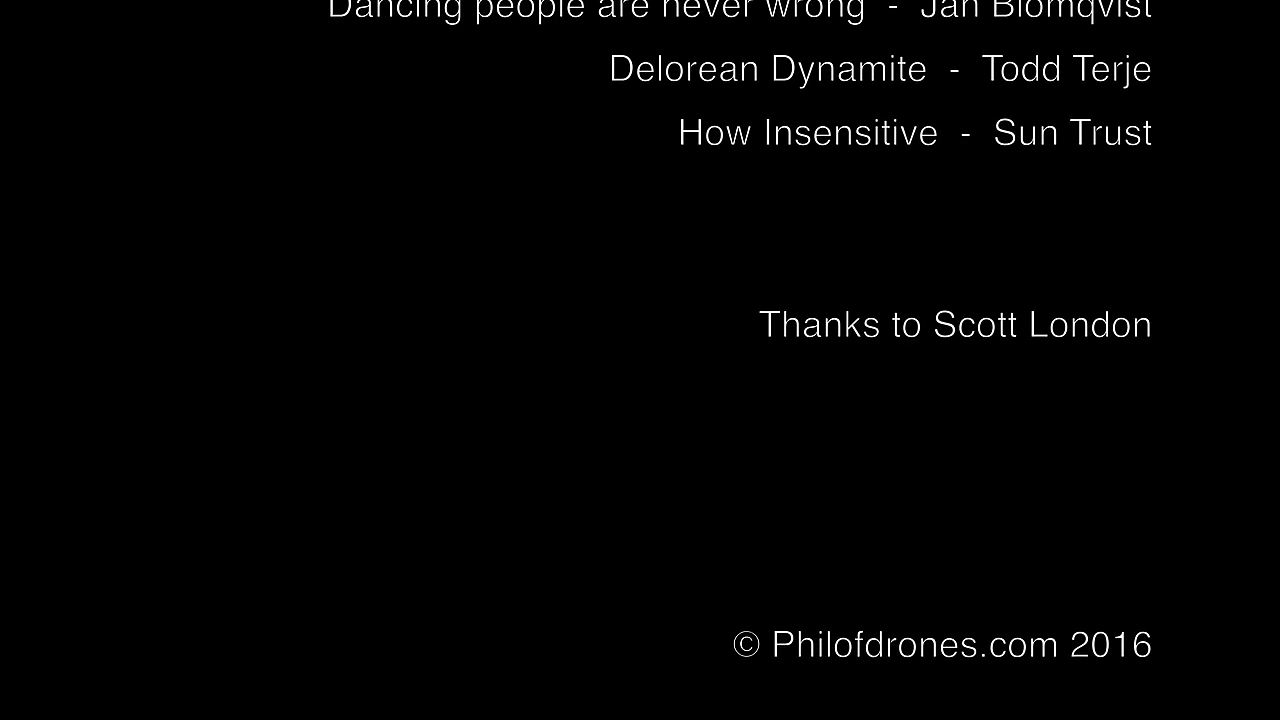 Dancing people are never wrong - Jan Blomqvist
Delorean Dynamite - Todd Terje
How Insensitive - Sun Trust
Thanks to Scott London
© Philofdrones.com 2016